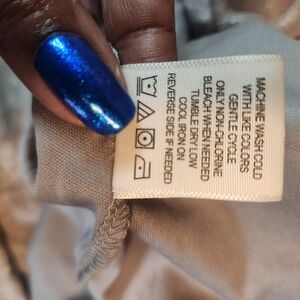 MACHINE WASH COLD
WITH LIKE COLORS
GENTLE CYCLE
ONLY NON-CHLORINE
BLEACH WHEN NEEDED
TUMBLE DRY LOW
COOL IRON ON
REVERSE SIDE IF NEEDED